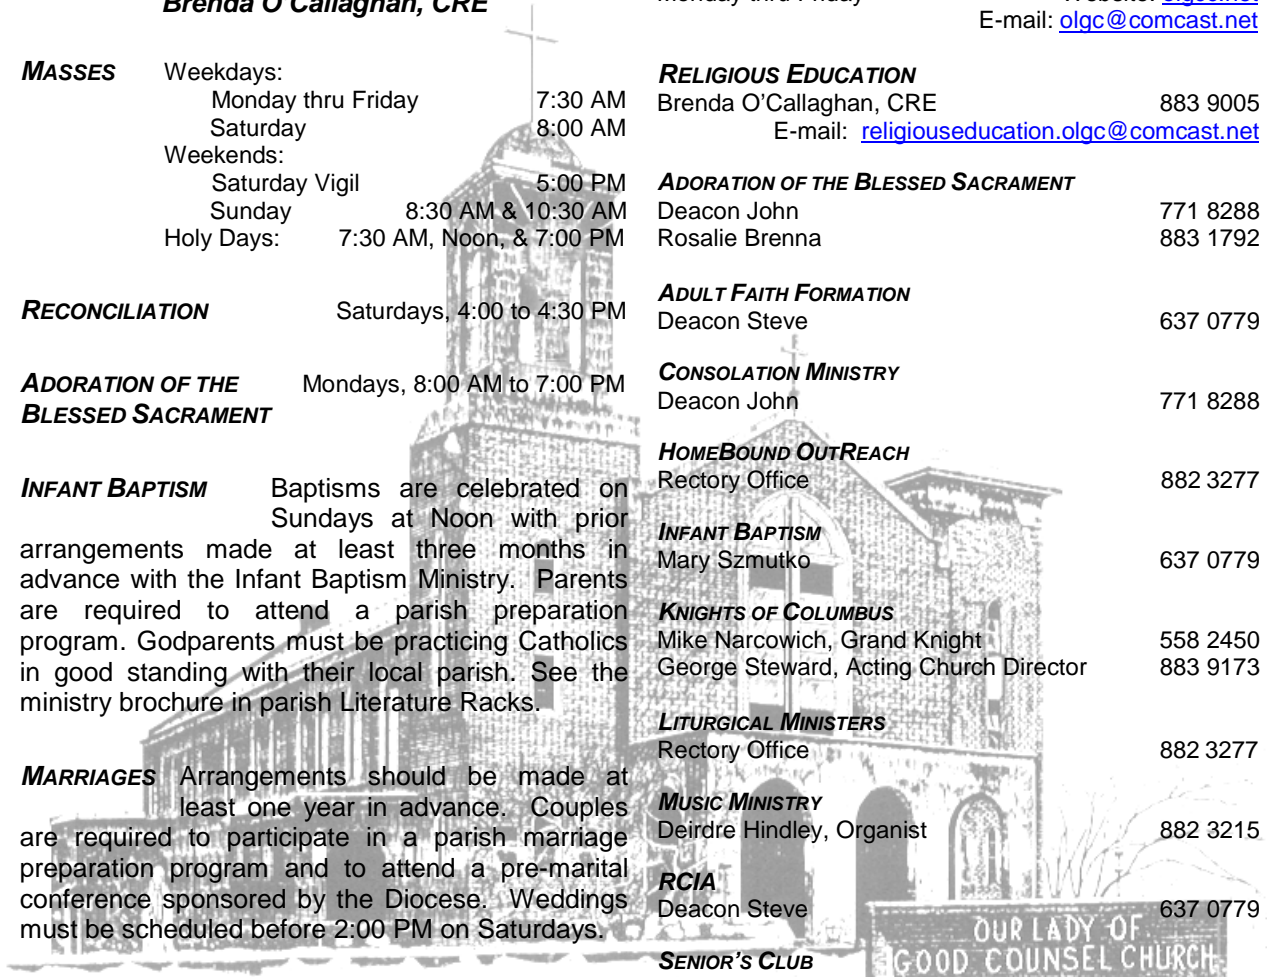 Brenda O'Callaghan, CRE
MASSES Weekdays:
Monday thru Friday 7:30 AM
Saturday 8:00 AM
Weekends:
Saturday Vigil 5:00 PM
Sunday 8:30 AM & 10:30 AM
Holy Days: 7:30 AM, Noon, & 7:00 PM
RECONCILIATION Saturdays, 4:00 to 4:30 PM
ADORATION OF THE Mondays, 8:00 AM to 7:00 PM
BLESSED SACRAMENT
INFANT BAPTISM Baptisms are celebrated on
Sundays at Noon with prior
arrangements made at least three months in
advance with the Infant Baptism Ministry. Parents
are required to attend a parish preparation
program. Godparents must be practicing Catholics
in good standing with their local parish. See the
ministry brochure in parish Literature Racks.
MARRIAGES Arrangements should be made at
least one year in advance. Couples
are required to participate in a parish marriage
preparation program and to attend a pre-marital
conference sponsored by the Diocese. Weddings
must be scheduled before 2:00 PM on Saturdays.
Monday thru Friday Website: olgcc.net
E-mail: olgc@comcast.net
RELIGIOUS EDUCATION
Brenda O'Callaghan, CRE 883 9005
E-mail: religiouseducation.olgc@comcast.net
ADORATION OF THE BLESSED SACRAMENT
Deacon John 771 8288
Rosalie Brenna 883 1792
ADULT FAITH FORMATION
Deacon Steve 637 0779
CONSOLATION MINISTRY
Deacon John 771 8288
HOMEBOUND OUTREACH
Rectory Office 882 3277
INFANT BAPTISM
Mary Szmutko 637 0779
KNIGHTS OF COLUMBUS
Mike Narcowich, Grand Knight 558 2450
George Steward, Acting Church Director 883 9173
LITURGICAL MINISTERS
Rectory Office 882 3277
MUSIC MINISTRY
Deirdre Hindley, Organist 882 3215
RCIA
Deacon Steve 637 0779
SENIOR'S CLUB
OUR LADY OF
GOOD COUNSEL CHURCH